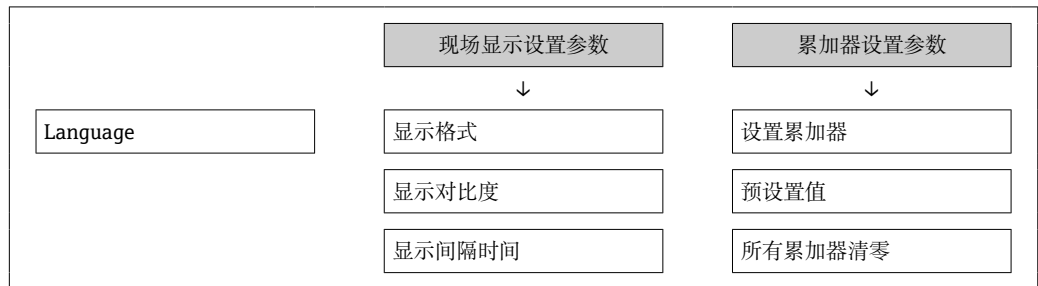 现场显示设置参数
累加器设置参数
↓
↓
Language
显示格式
设置累加器
显示对比度
预设置值
显示间隔时间
所有累加器清零